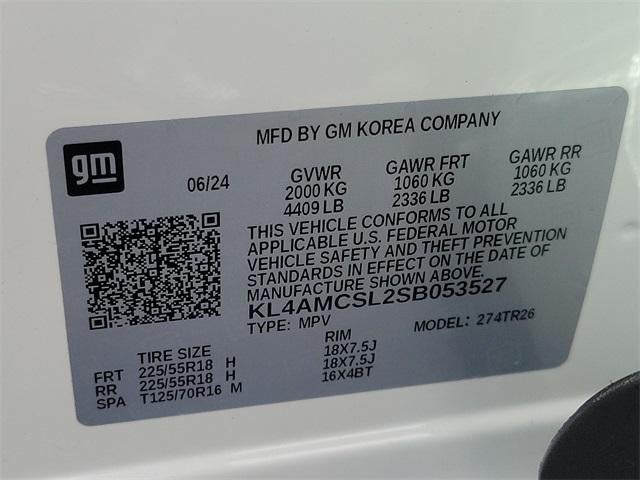 MFD BY GM KOREA COMPANY
gm
06/24
GVWR GAWR FRT GAWR RR
2000 KG 1060 KG 1060 KG
4409 LB 2336 LB 2336 LB
THIS VEHICLE CONFORMS TO ALL
APPLICABLE U.S. FEDERAL MOTOR
VEHICLE SAFETY AND THEFT PREVENTION
STANDARDS IN EFFECT ON THE DATE OF
MANUFACTURE SHOWN ABOVE.
KL4AMCSL2SB053527
TYPE: MPV MODEL: 274TR26
TIRE SIZE RIM
FRT 225/55R18 H 18X7.5J
RR 225/55R18 H 18X7.5J
SPA T125/70R16 M 16X4BT